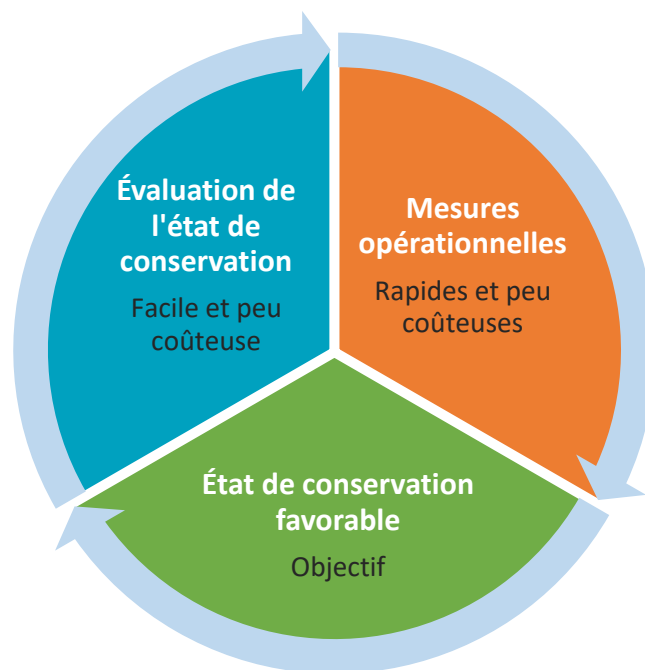 Évaluation de
l'état de
conservation
Facile et peu
coûteuse
Mesures
opérationnelles
Rapides et peu
coûteuses
État de conservation
favorable
Objectif